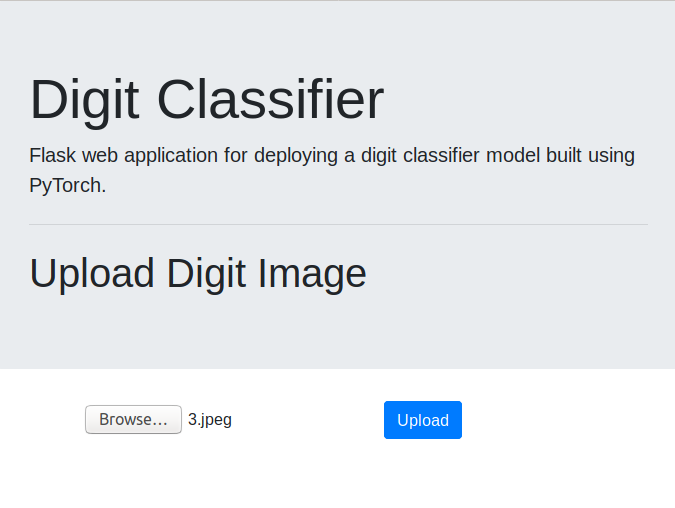 Digit Classifier
Flask web application for deploying a digit classifier model built using
PyTorch.
Upload Digit Image
Browse... 3.jpeg
Upload